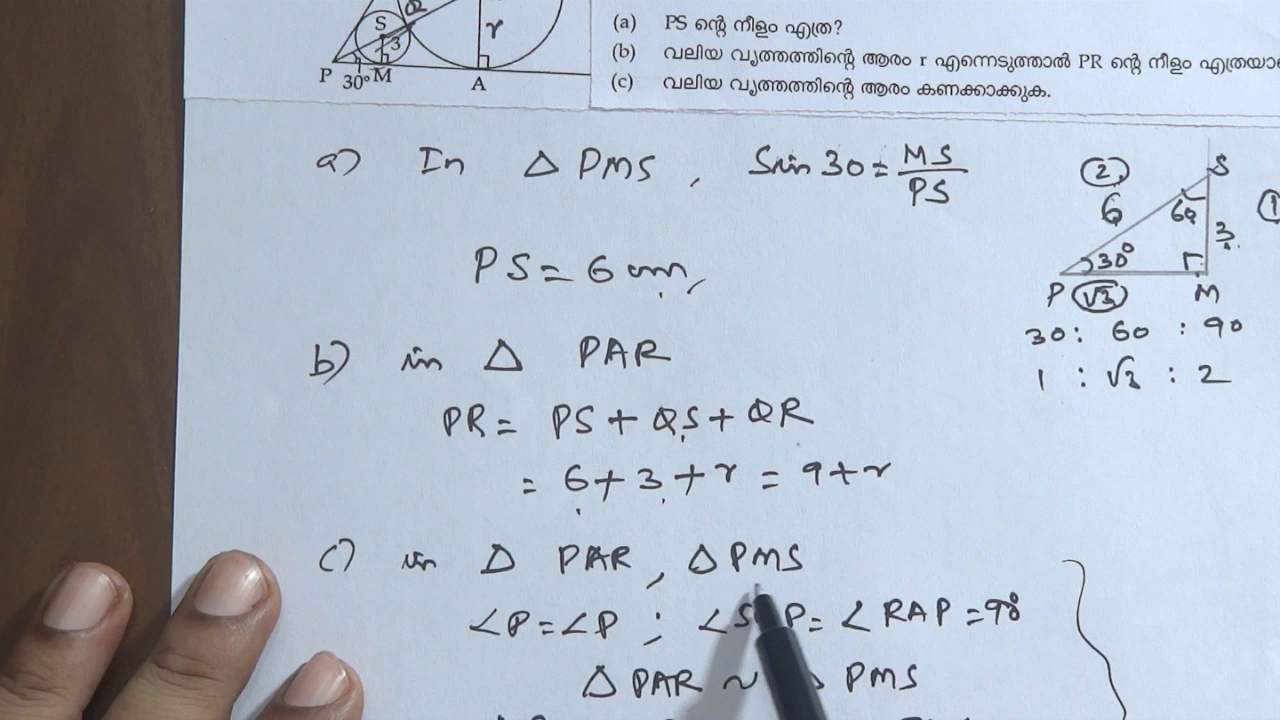 S
3
r
P 30° M A
(a) PS ന്റെ നീളം എത്ര?
(b) വലിയ വൃത്തത്തിന്റെ ആരം r എന്നെടുത്താൽ PR ന്റെ നീളം
(c) വലിയ വൃത്തത്തിന്റെ ആരം കണക്കാക്കുക.
a) In △ PMS , Sin 30 = MS/PS
PS = 6 cm,
2 S
6 60
3
30°
P √3 M
30 : 60 : 90
1 : √3 : 2
b) in △ PAR
PR = PS + QS + QR
= 6 + 3 + r = 9 + r
c) in △ PAR , △ PMS
∠P = ∠P ; ∠RAP = 90°
△ PAR ~ PMS